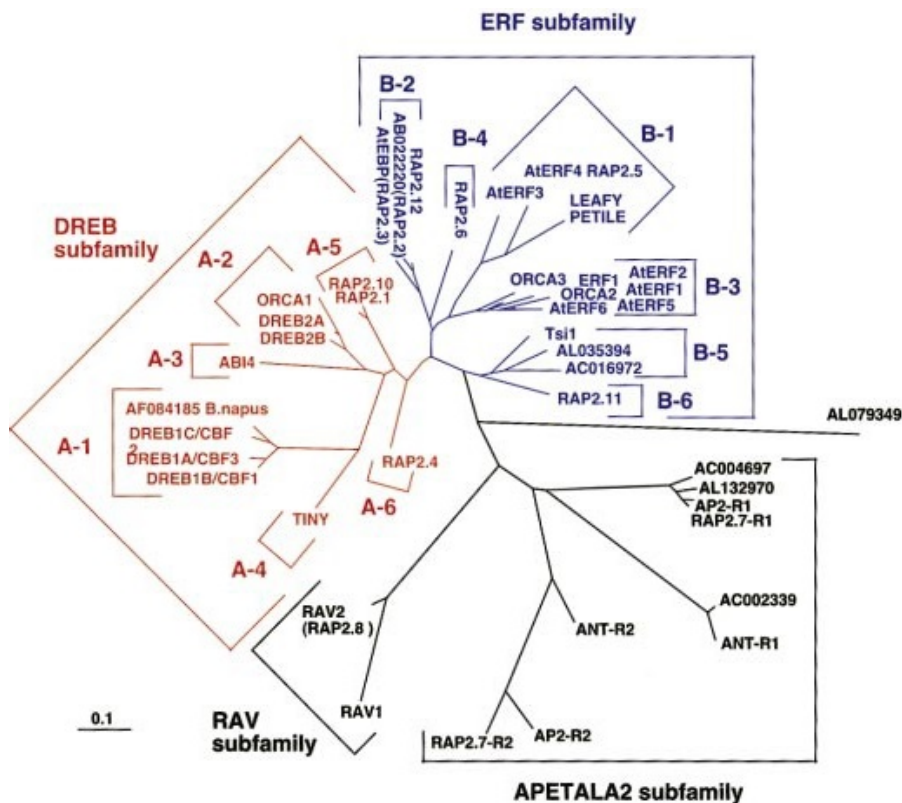 ERF subfamily
B-2
B-4
B-1
RAP2.12
AB022220(RAP2.2)
AtEBP(RAP2.3)
RAP2.6
AtERF4 RAP2.5
AtERF3
LEAFY
PETILE
DREB
subfamily
A-5
A-2
RAP2.10
RAP2.1
ORCA1
DREB2A
DREB2B
A-3
ABI4
ORCA3
ERF1
ORCA2
AtERF6
AtERF2
AtERF1
AtERF5
B-3
Tsi1
AL035394
AC016972
B-5
RAP2.11
B-6
AL079349
A-1
AF084185 B.napus
DREB1C/CBF
2
DREB1A/CBF3
DREB1B/CBF1
RAP2.4
A-6
TINY
A-4
AC004697
AL132970
AP2-R1
RAP2.7-R1
RAV2
(RAP2.8 )
AC002339
ANT-R2
ANT-R1
RAV1
0.1
RAV
subfamily
RAP2.7-R2
AP2-R2
APETALA2 subfamily